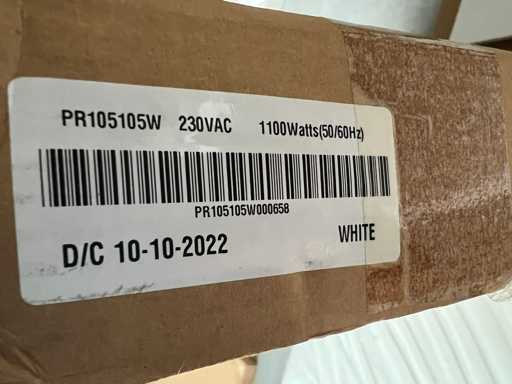 PR105105W 230VAC 1100Watts(50/60Hz)
PR105105W000658
D/C 10-10-2022 WHITE